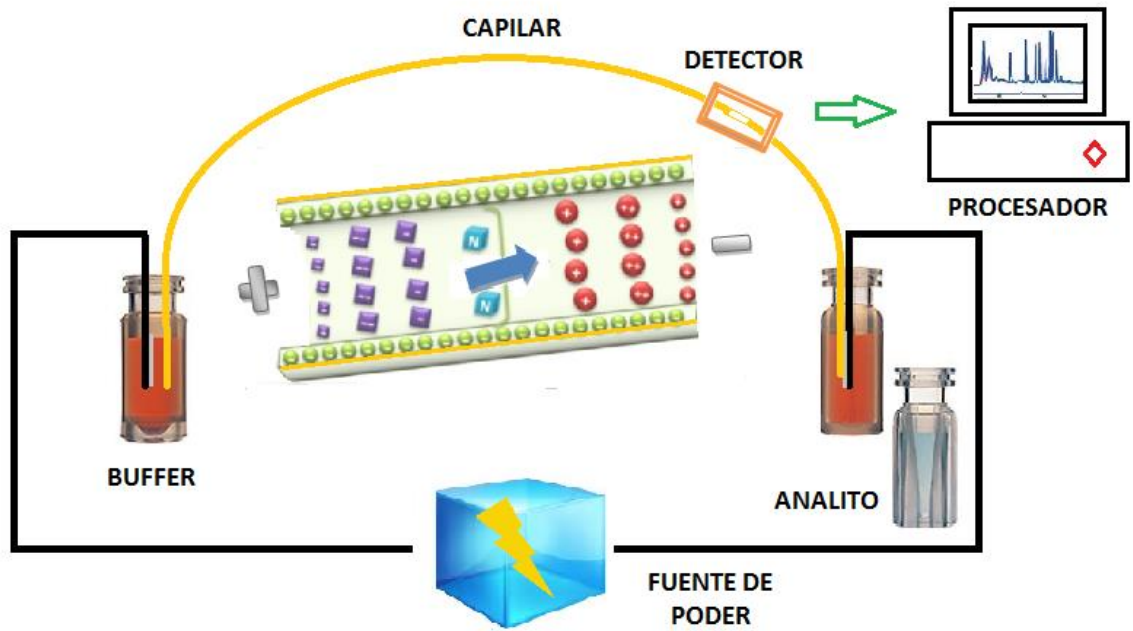 CAPILAR
DETECTOR
PROCESADOR
N
N
BUFFER
ANALITO
FUENTE DE
PODER